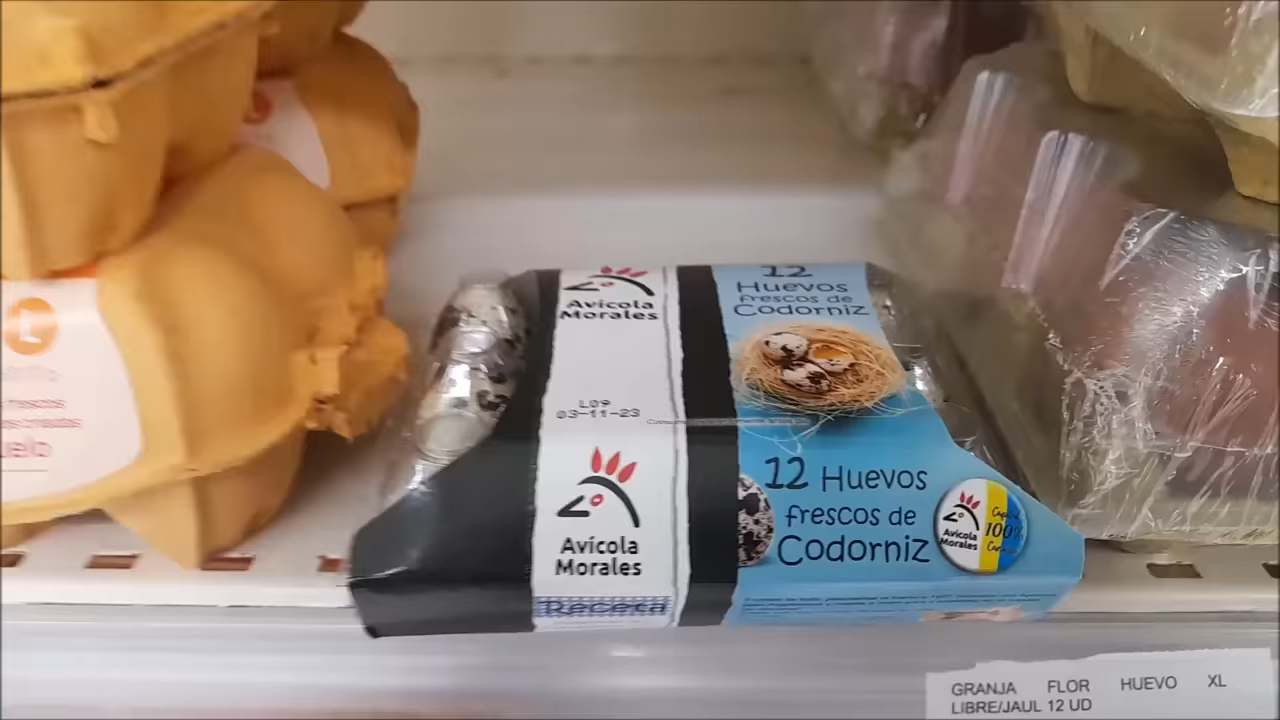 Avícola
Morales
12
Huevos
frescos de
Codorniz
L09
03-11-23
12 Huevos
frescos de
Codorniz
Avícola
Morales
Avícola
Morales
100%
Receta
L
GRANJA FLOR HUEVO XL
LIBRE/JAUL 12 UD